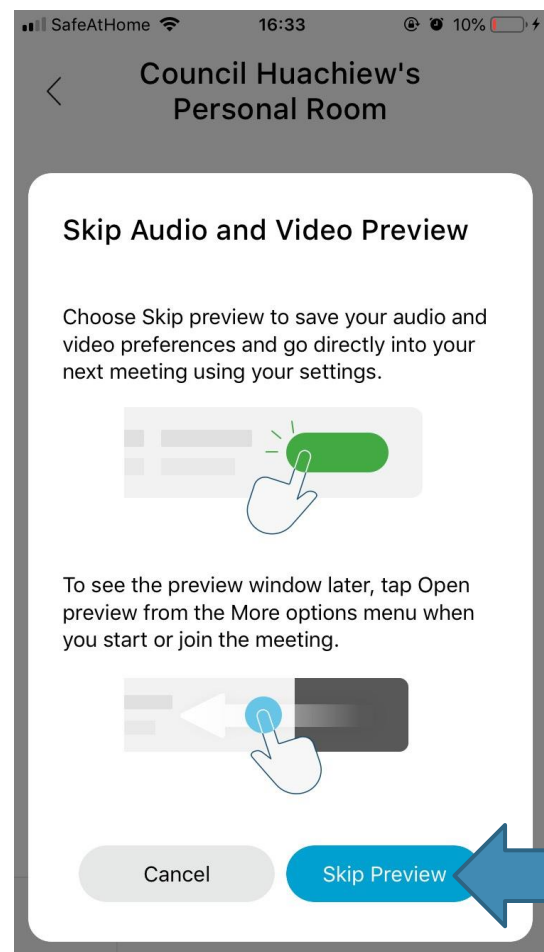 SafeAtHome 16:33 10%
Council Huachiew's
Personal Room
Skip Audio and Video Preview
Choose Skip preview to save your audio and
video preferences and go directly into your
next meeting using your settings.
To see the preview window later, tap Open
preview from the More options menu when
you start or join the meeting.
Cancel Skip Preview